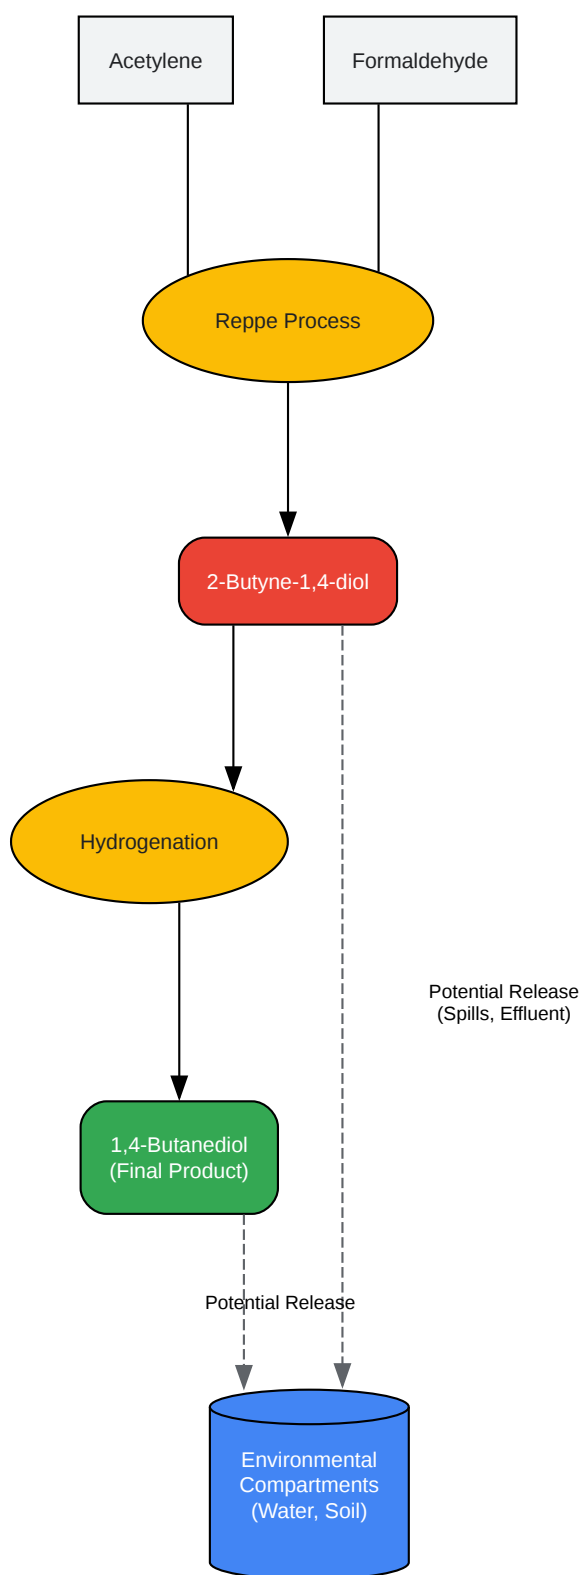 Acetylene
Formaldehyde
Reppe Process
2-Butyne-1,4-diol
Hydrogenation
Potential Release
(Spills, Effluent)
1,4-Butanediol
(Final Product)
Potential Release
Environmental
Compartments
(Water, Soil)